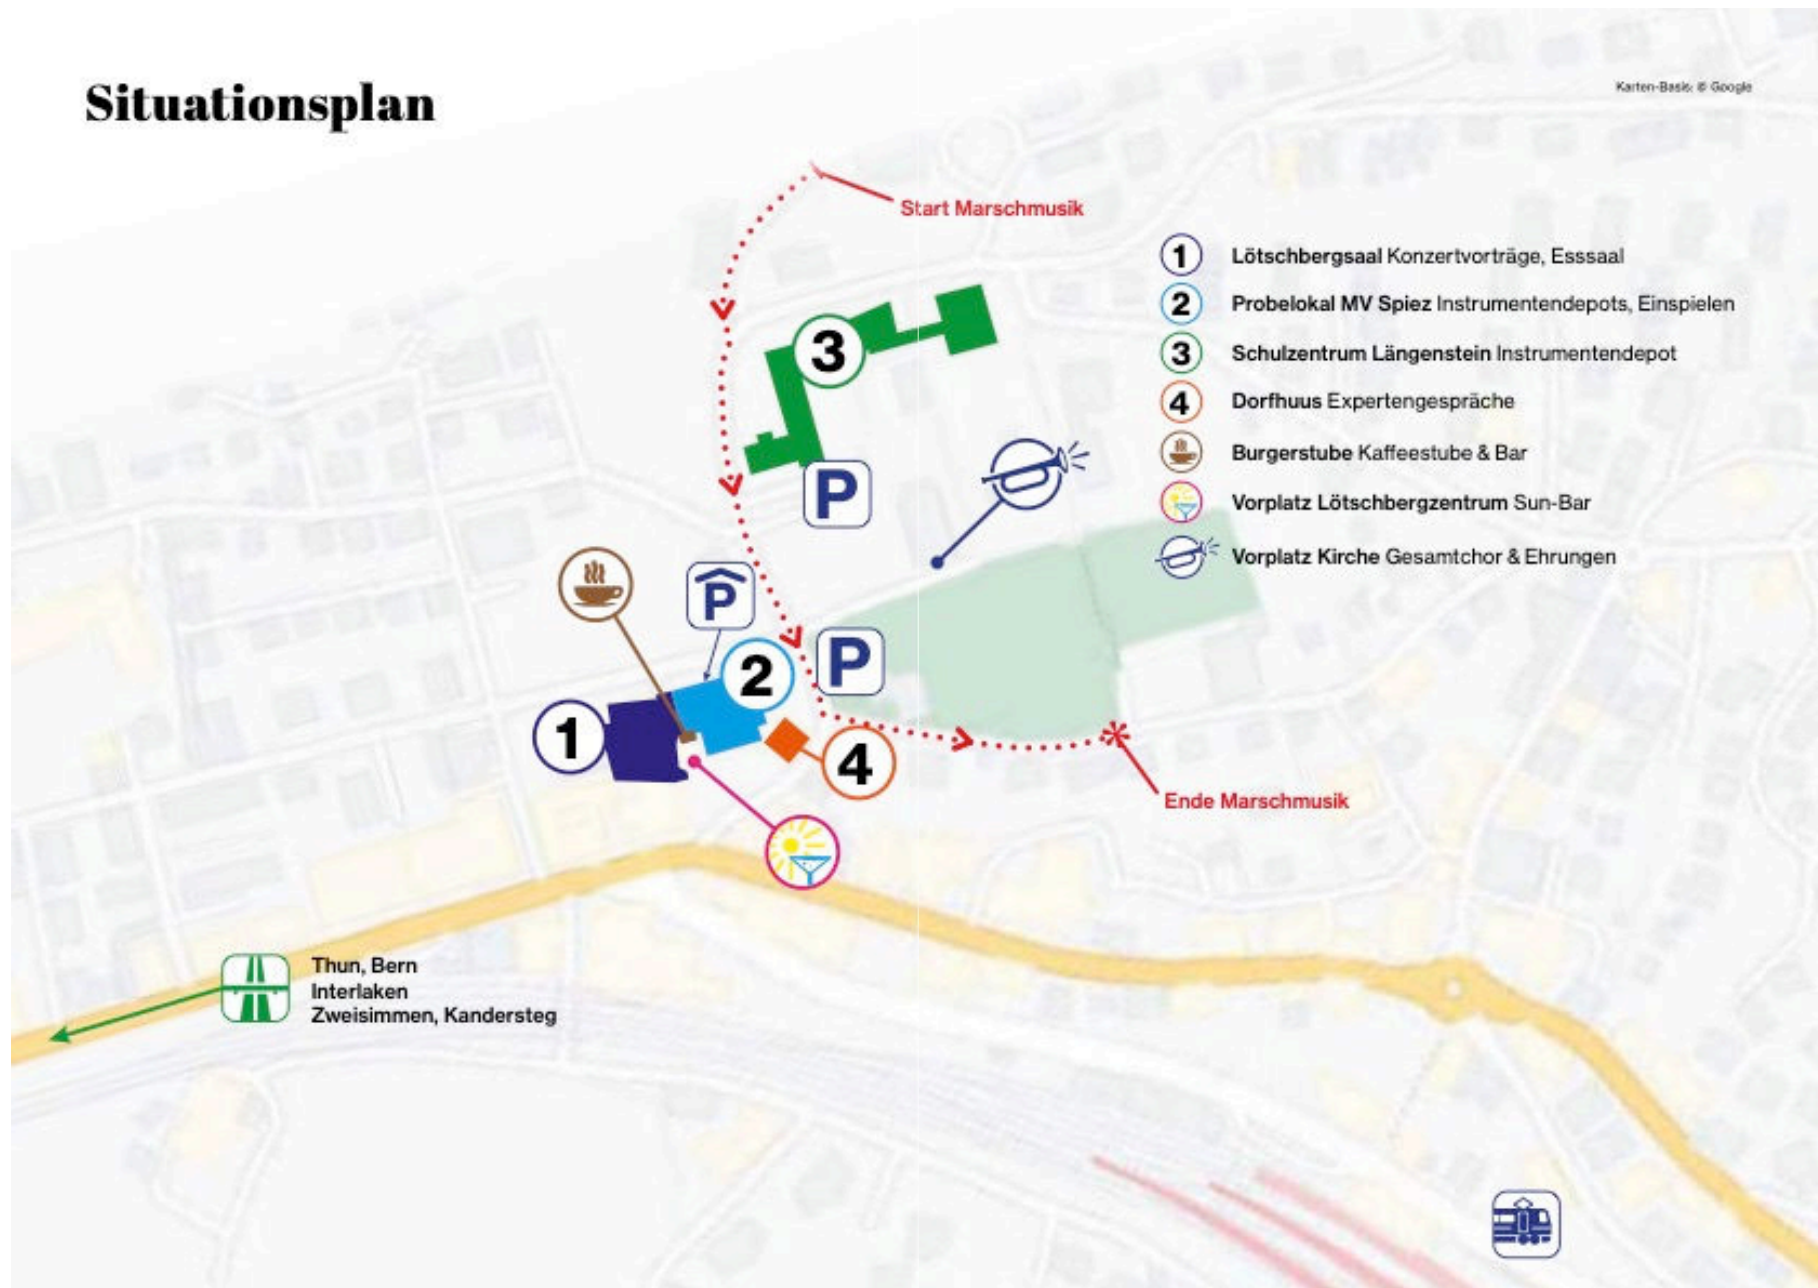 Situationsplan
Karten-Basis: © Google
Start Marschmusik
1 Lötschbergsaal Konzertvorträge, Esssaal
2 Probelokal MV Spiez Instrumentendepots, Einspielen
3 Schulzentrum Längenstein Instrumentendepot
4 Dorfhuus Expertengespräche
Burgerstube Kaffeestube & Bar
Vorplatz Lötschbergzentrum Sun-Bar
Vorplatz Kirche Gesamtchor & Ehrungen
3
P
P
2
P
1
4
Ende Marschmusik
Thun, Bern
Interlaken
Zweisimmen, Kandersteg